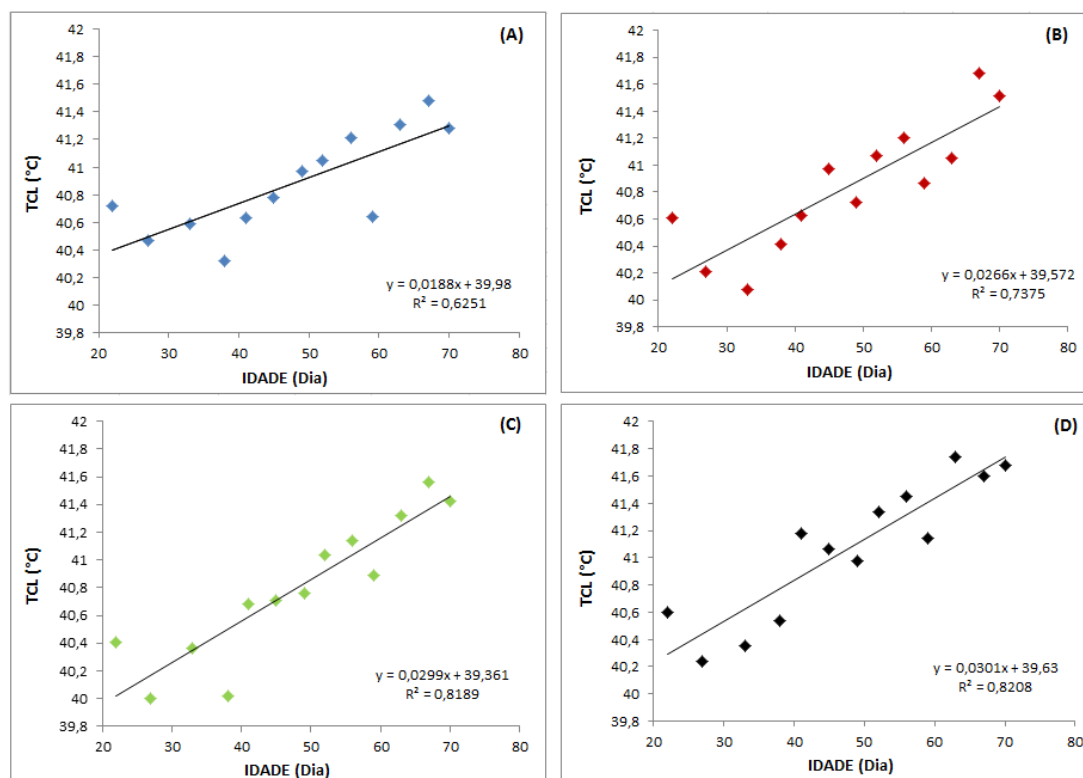 (A)
TCL (°C)
42
41,8
41,6
41,4
41,2
41
40,8
40,6
40,4
40,2
40
39,8
y = 0,0188x + 39,98
R² = 0,6251
20 30 40 50 60 70 80
IDADE (Dia)
(B)
TCL (°C)
42
41,8
41,6
41,4
41,2
41
40,8
40,6
40,4
40,2
40
39,8
y = 0,0266x + 39,572
R² = 0,7375
20 30 40 50 60 70 80
IDADE (Dia)
(C)
TCL (°C)
42
41,8
41,6
41,4
41,2
41
40,8
40,6
40,4
40,2
40
39,8
y = 0,0299x + 39,361
R² = 0,8189
20 30 40 50 60 70 80
IDADE (Dia)
(D)
TCL (°C)
42
41,8
41,6
41,4
41,2
41
40,8
40,6
40,4
40,2
40
39,8
y = 0,0301x + 39,63
R² = 0,8208
20 30 40 50 60 70 80
IDADE (Dia)